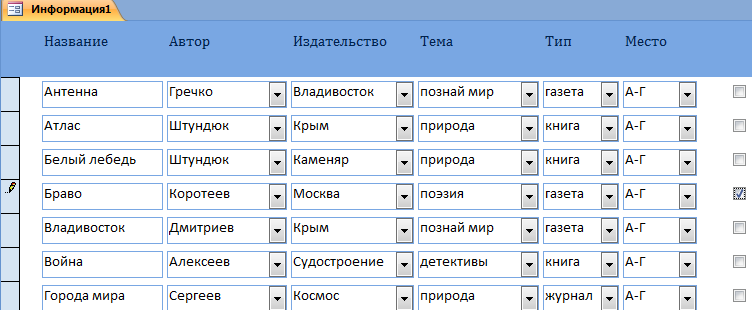 Информация1
Название Автор Издательство Тема Тип Место
Антенна Гречко Владивосток познай мир газета А-Г
Атлас Штундюк Крым природа книга А-Г
Белый лебедь Штундюк Каменяр природа книга А-Г
Браво Коротеев Москва поэзия газета А-Г
Владивосток Дмитриев Крым познай мир газета А-Г
Война Алексеев Судостроение детективы книга А-Г
Города мира Сергеев Космос природа журнал А-Г